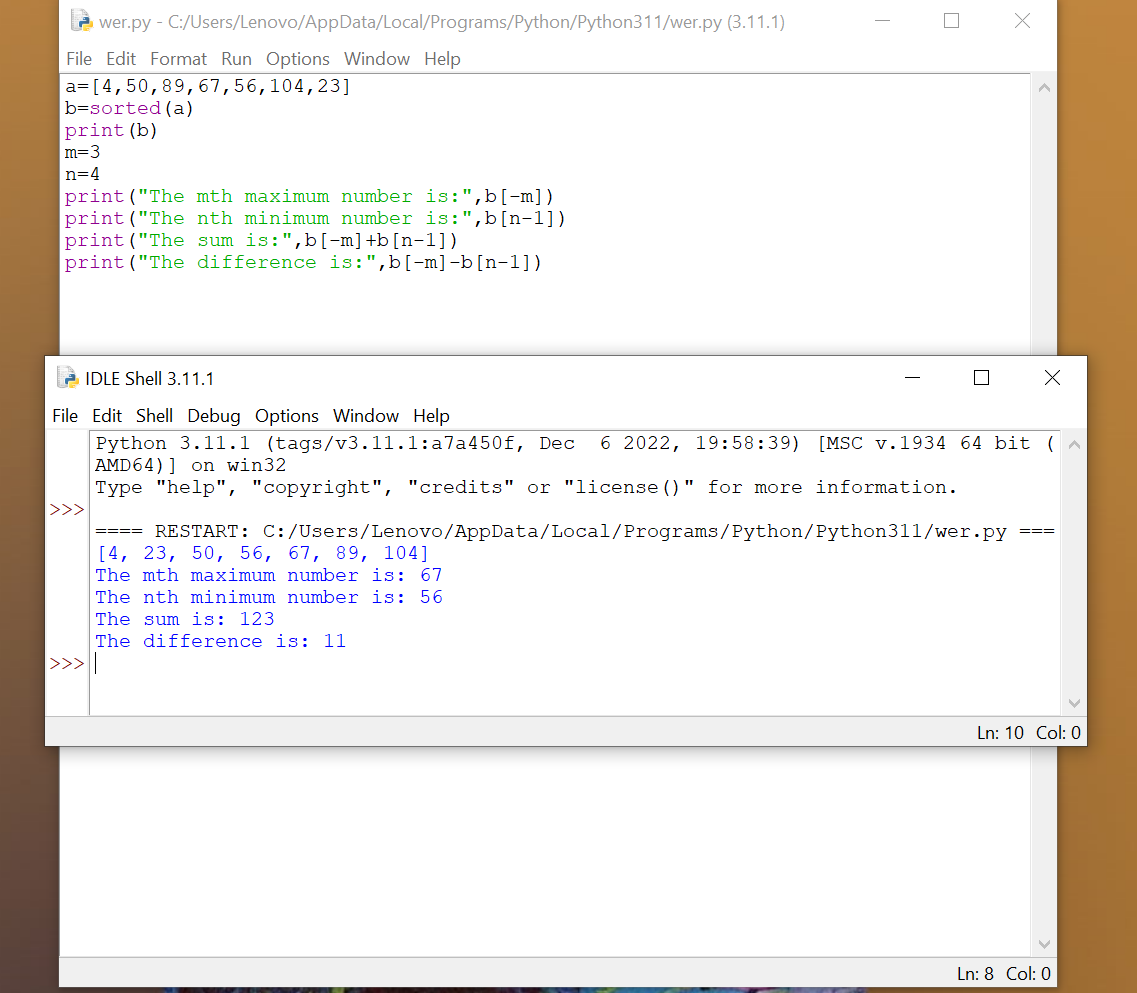 wer.py - C:/Users/Lenovo/AppData/Local/Programs/Python/Python311/wer.py (3.11.1)
File Edit Format Run Options Window Help
a=[4,50,89,67,56,104,23]
b=sorted(a)
print(b)
m=3
n=4
print("The mth maximum number is:",b[-m])
print("The nth minimum number is:",b[n-1])
print("The sum is:",b[-m]+b[n-1])
print("The difference is:",b[-m]-b[n-1])
IDLE Shell 3.11.1
File Edit Shell Debug Options Window Help
Python 3.11.1 (tags/v3.11.1:a7a450f, Dec  6 2022, 19:58:39) [MSC v.1934 64 bit (
AMD64)] on win32
Type "help", "copyright", "credits" or "license()" for more information.
>>>
==== RESTART: C:/Users/Lenovo/AppData/Local/Programs/Python/Python311/wer.py ===
[4, 23, 50, 56, 67, 89, 104]
The mth maximum number is: 67
The nth minimum number is: 56
The sum is: 123
The difference is: 11
>>>
Ln: 10 Col: 0
Ln: 8 Col: 0